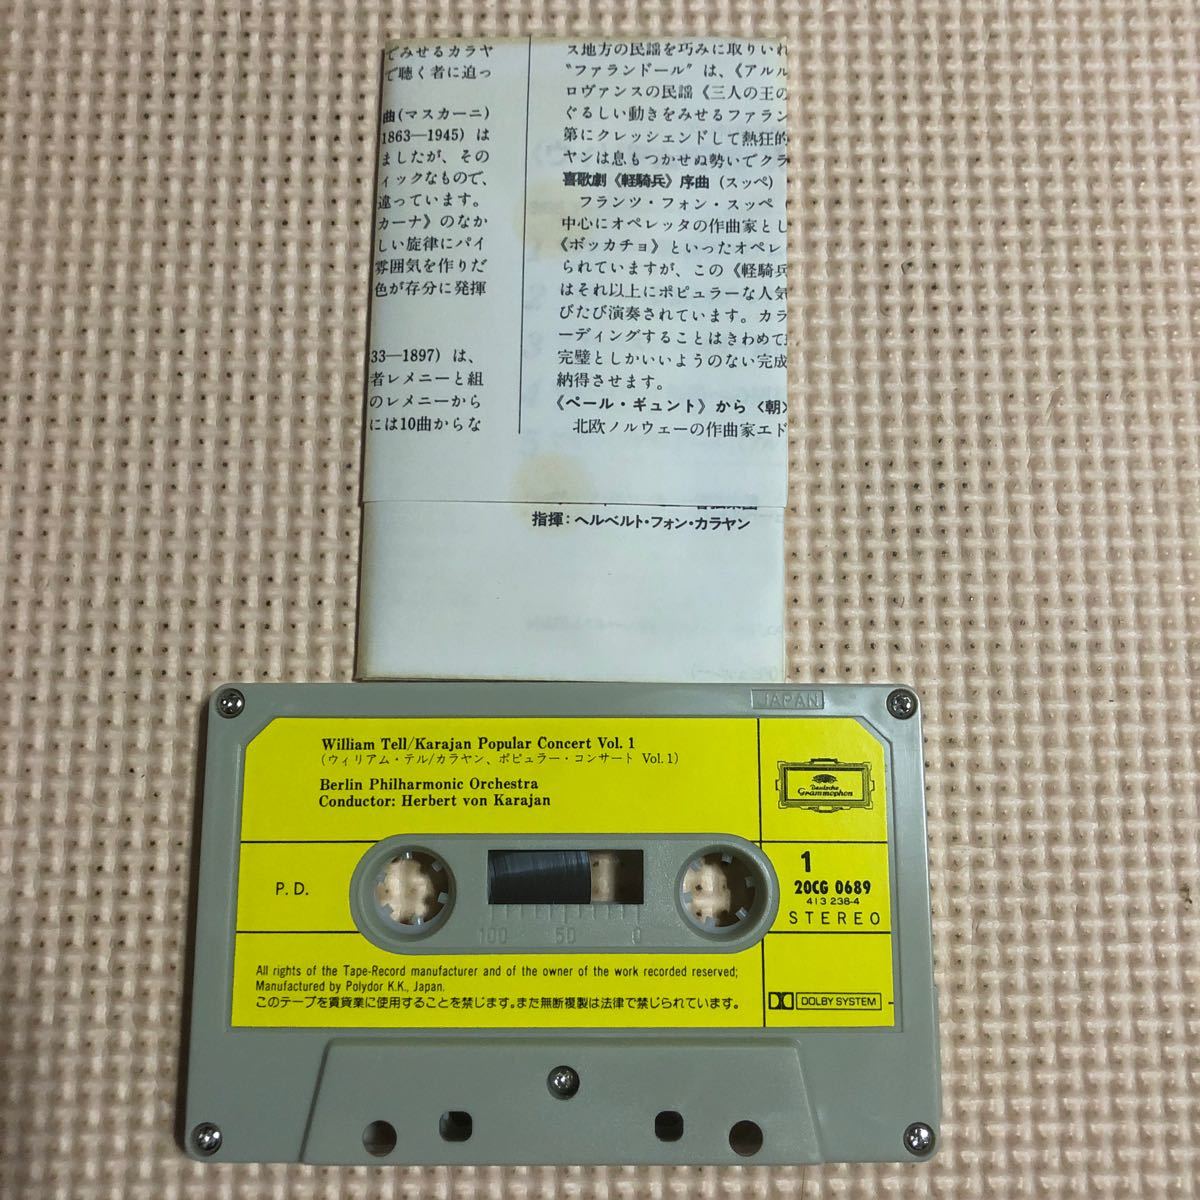 でみせるカラヤ
で聴く者に迫っ
曲(マスカーニ)
1863—1945) は
ましたが、その
ィックなもので、
違っています。
カーナ》のなか
しい旋律にパイ
雰囲気を作りだ
色が存分に発揮
33—1897) は、
者レメニーと組
のレメニーから
には10曲からな
ス地方の民謡を巧みに取りいれ
“ファランドール”は、《アルル
ロヴァンスの民謡《三人の王の
ぐるしい動きをみせるファラン
第にクレッシェンドして熱狂的
ヤンは息もつかせぬ勢いでクラ
喜歌劇《軽騎兵》序曲 (スッペ)
フランツ・フォン・スッペ
中心にオペレッタの作曲家とし
《ボッカチョ》といったオペレ
られていますが、この《軽騎兵
はそれ以上にポピュラーな人気
びたび演奏されています。カラ
ーディングすることはきわめて
完璧としかいいようのない完成
納得させます。
《ペール・ギュント》から〈朝〉
北欧ノルウェーの作曲家エド
指揮：ヘルベルト・フォン・カラヤン
JAPAN
William Tell/Karajan Popular Concert Vol. 1
(ウィリアム・テル/カラヤン、ポピュラー・コンサート Vol.1)
Berlin Philharmonic Orchestra
Conductor: Herbert von Karajan
Deutsche
Grammophon
P. D.
1
20CG 0689
413 238-4
STEREO
100 50 0
All rights of the Tape-Record manufacturer and of the owner of the work recorded reserved;
Manufactured by Polydor K.K., Japan.
このテープを賃貸業に使用することを禁じます。また無断複製は法律で禁じられています。
DOLBY SYSTEM